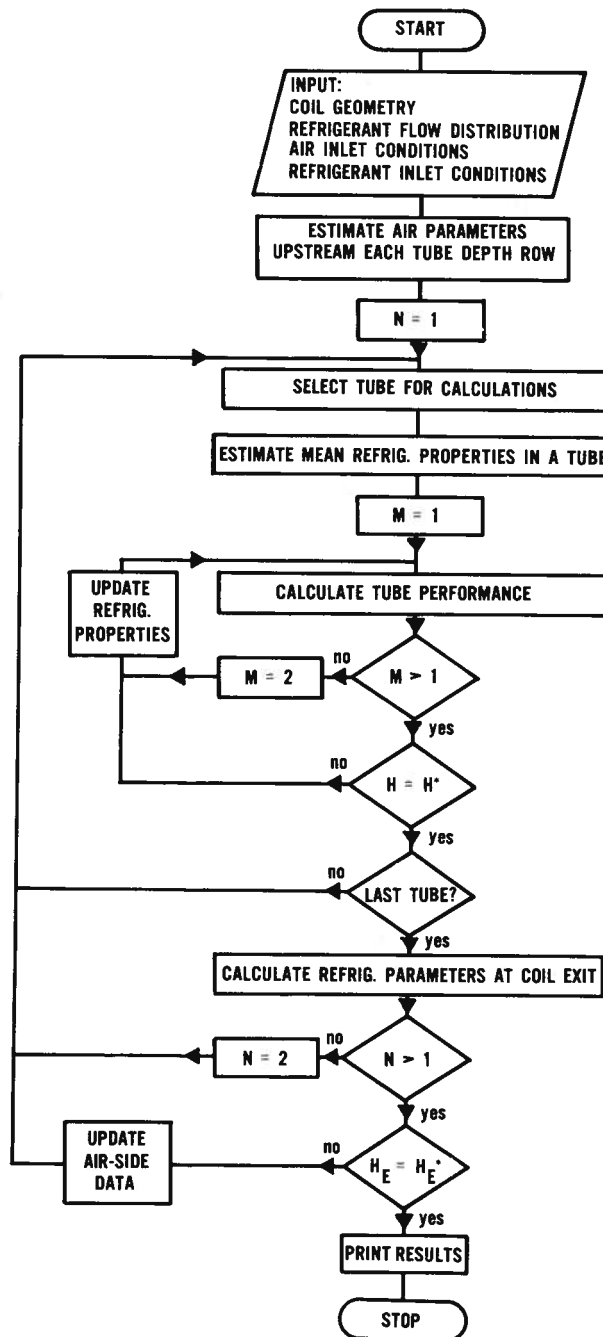 START
INPUT:
COIL GEOMETRY
REFRIGERANT FLOW DISTRIBUTION
AIR INLET CONDITIONS
REFRIGERANT INLET CONDITIONS
ESTIMATE AIR PARAMETERS
UPSTREAM EACH TUBE DEPTH ROW
N = 1
SELECT TUBE FOR CALCULATIONS
ESTIMATE MEAN REFRIG. PROPERTIES IN A TUBE
M = 1
UPDATE
REFRIG.
PROPERTIES
CALCULATE TUBE PERFORMANCE
M = 2
no
M > 1
yes
no
H = H*
yes
no
LAST TUBE?
yes
CALCULATE REFRIG. PARAMETERS AT COIL EXIT
N = 2
no
N > 1
yes
UPDATE
AIR-SIDE
DATA
no
H_E = H_E*
yes
PRINT RESULTS
STOP